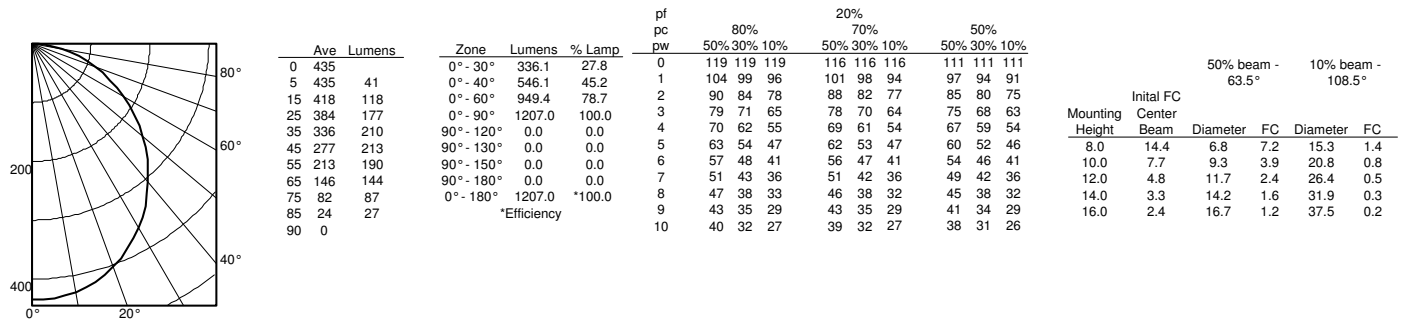 80°
60°
200
40°
400
0° 20°
Ave Lumens
0 435
5 435 41
15 418 118
25 384 177
35 336 210
45 277 213
55 213 190
65 146 144
75 82 87
85 24 27
90 0
Zone Lumens % Lamp
0°- 30° 336.1 27.8
0°- 40° 546.1 45.2
0°- 60° 949.4 78.7
0°- 90° 1207.0 100.0
90°- 120° 0.0 0.0
90°- 130° 0.0 0.0
90°- 150° 0.0 0.0
90°- 180° 0.0 0.0
0°- 180° 1207.0 *100.0
*Efficiency
pf 20%
pc 80% 70% 50%
pw 50% 30% 10% 50% 30% 10% 50% 30% 10%
0 119 119 119 116 116 116 111 111 111
1 104 99 96 101 98 94 97 94 91
2 90 84 78 88 82 77 85 80 75
3 79 71 65 78 70 64 75 68 63
4 70 62 55 69 61 54 67 59 54
5 63 54 47 62 53 47 60 52 46
6 57 48 41 56 47 41 54 46 41
7 51 43 36 51 42 36 49 42 36
8 47 38 33 46 38 32 45 38 32
9 43 35 29 43 35 29 41 34 29
10 40 32 27 39 32 27 38 31 26
50% beam - 10% beam -
63.5° 108.5°
Inital FC
Mounting Center
Height Beam Diameter FC Diameter FC
8.0 14.4 6.8 7.2 15.3 1.4
10.0 7.7 9.3 3.9 20.8 0.8
12.0 4.8 11.7 2.4 26.4 0.5
14.0 3.3 14.2 1.6 31.9 0.3
16.0 2.4 16.7 1.2 37.5 0.2